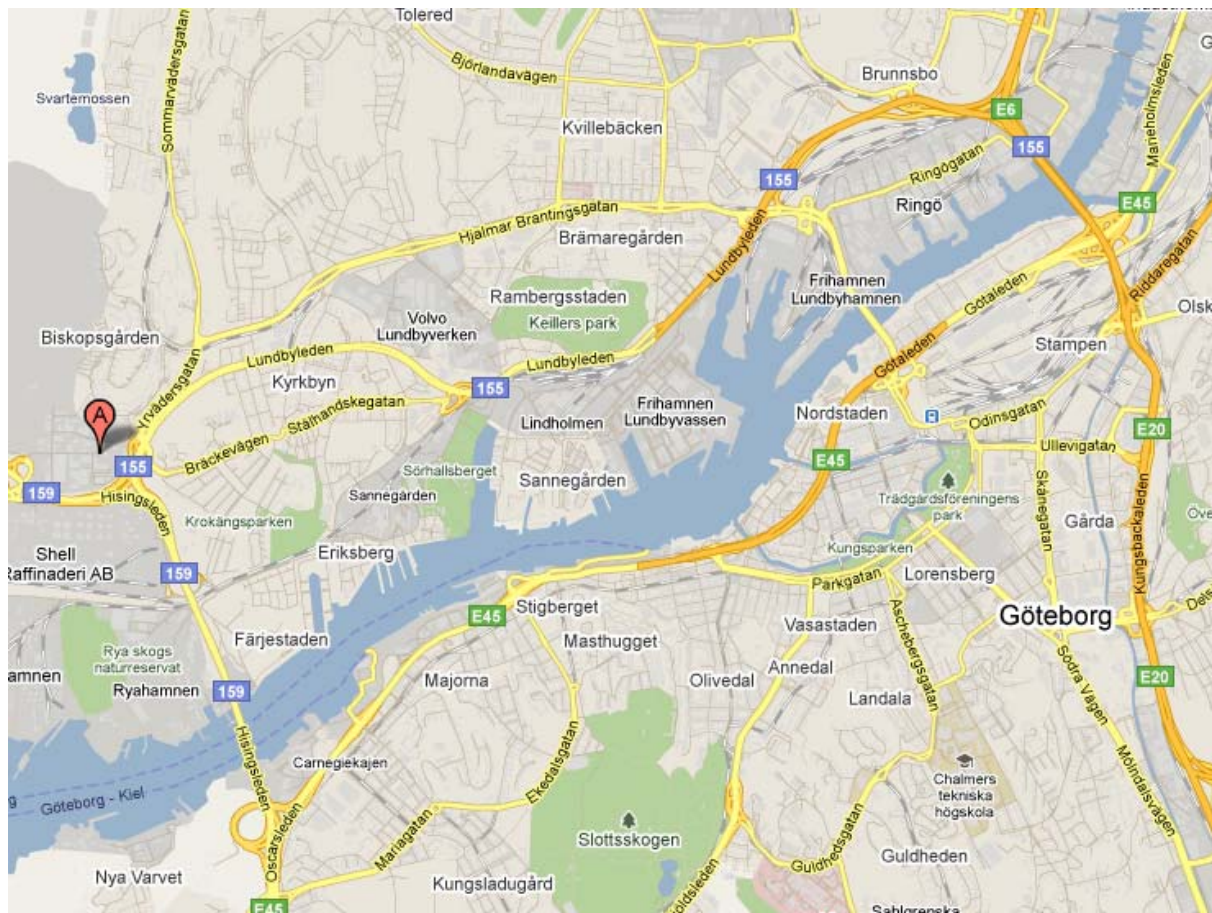 Tolered
Björlandavägen
Brunnsbo
Svartemossen
Sommarvädersgatan
Kvillebäcken
E6
155
155
Marieholmsleden
Ringögatan
Ringö
E45
Hjalmar Brantingsgatan
Brämaregården
Lundbyleden
Riddaregatan
Rambergsstaden
Keillers park
Frihamnen
Lundbyhamnen
Götaleden
Volvo
Lundbyverken
Biskopsgården
Lundbyleden
Lundbyleden
Stampen
Götaleden
Kyrkbyn
155
Yrvädersgatan
Stålhandskegatan
A
Bräckevägen
Lindholmen
Frihamnen
Lundbyvassen
Nordstaden
Odinsgatan
Ullevigatan
E20
155
E45
159
Hisingsleden
Sörhallsberget
Sannegården
Sannegården
Trädgårdsföreningens
park
Skånegatan
Gårda
Kungsbackaleden
Krokängsparken
Eriksberg
Kungsparken
Shell
Raffinaderi AB
159
Parkgatan
Lorensberg
Stigberget
E45
Göteborg
Färjestaden
Masthugget
Vasastaden
Aschebergsgatan
Rya skogs
naturreservat
Ryahamnen
159
Majorna
Olivedal
Annedal
Landala
E20
Södra Vägen
Hisingsleden
Carnegiekajen
Ekedalsgatan
Mölndalsvägen
Göteborg - Kiel
Chalmers
tekniska
högskola
Oscarsleden
Mariagatan
Slottsskogen
Guldhedsgatan
Guldheden
Nya Varvet
Kungsladugård
E45
Sahlgrenska